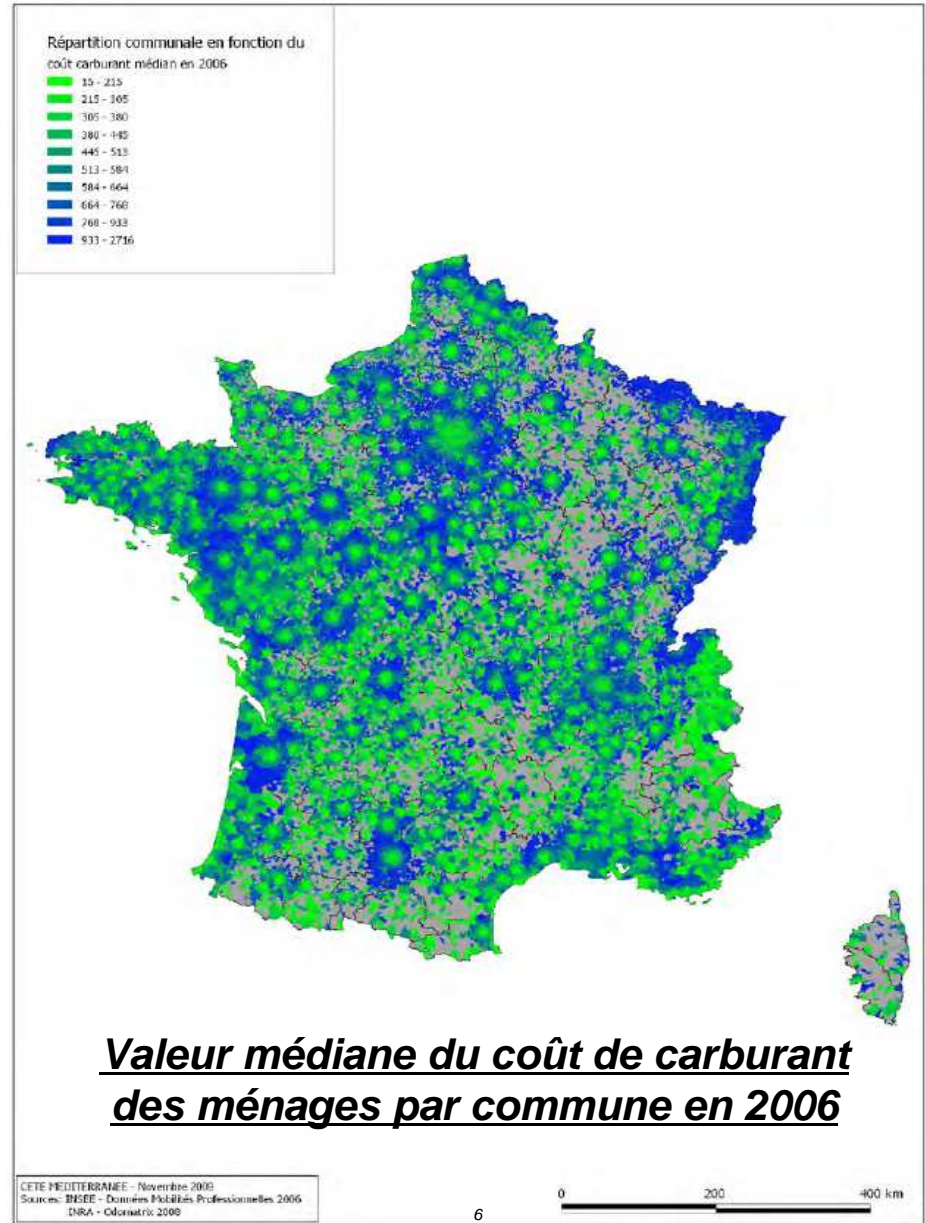 Répartition communale en fonction du
coût carburant médian en 2006
15 - 215
215 - 305
305 - 380
380 - 445
445 - 513
513 - 584
584 - 664
664 - 768
768 - 933
933 - 2716
Valeur médiane du coût de carburant
des ménages par commune en 2006
CETE MEDITERRANEE - Novembre 2009
Sources: INSEE - Données Mobilités Professionnelles 2006
INRA - Odomatrix 2008
0 200 400 km
6